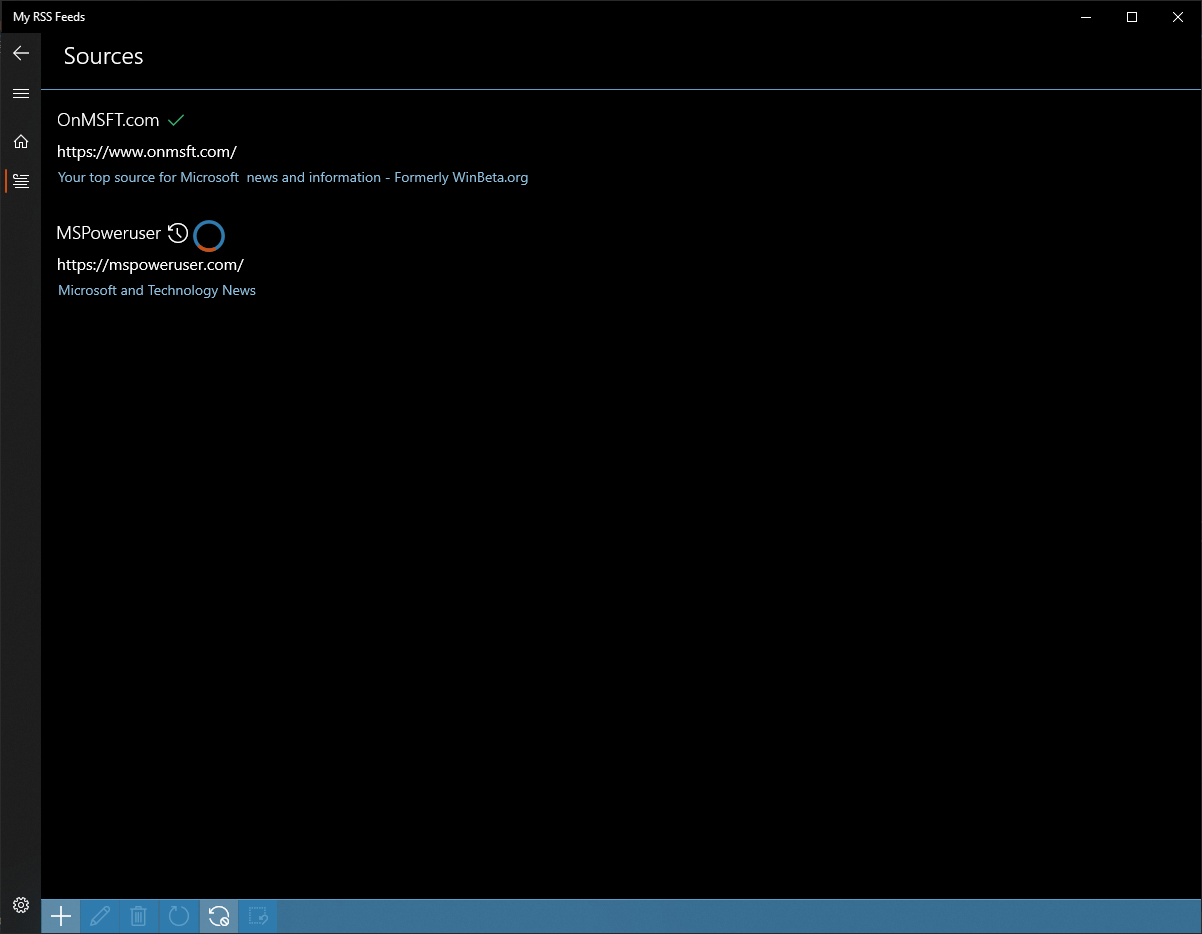 My RSS Feeds
Sources
OnMSFT.com
https://www.onmsft.com/
Your top source for Microsoft  news and information - Formerly WinBeta.org
MSPoweruser
https://mspoweruser.com/
Microsoft and Technology News